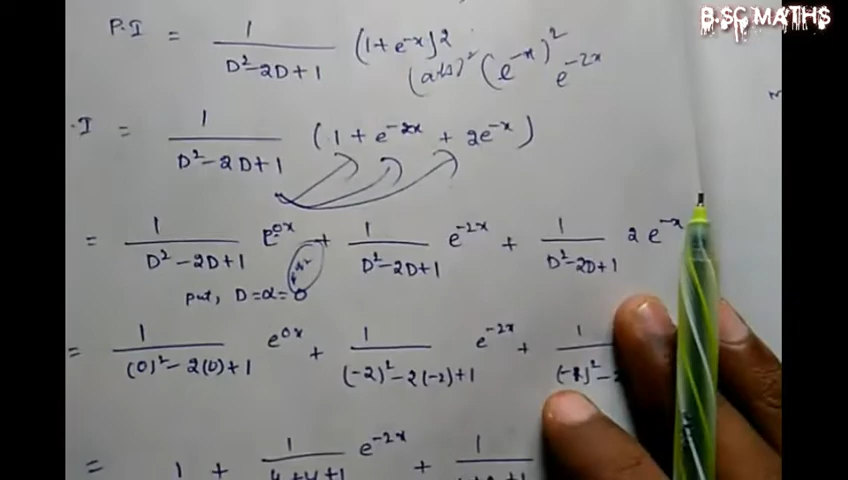 B.SC MATHS
P.I = 1/(D²-2D+1) (1+e^-x)²
(a+b)² (e^-x)² e^-2x
.I = 1/(D²-2D+1) (1 + e^-2x + 2e^-x)
= 1/(D²-2D+1) e^0x + 1/(D²-2D+1) e^-2x + 1/(D²-2D+1) 2e^-x
put, D=α=0
= 1/((0)²-2(0)+1) e^0x + 1/((-2)²-2(-2)+1) e^-2x + 1/((-1)²-
= 1 + 1/(4+4+1) e^-2x + 1/